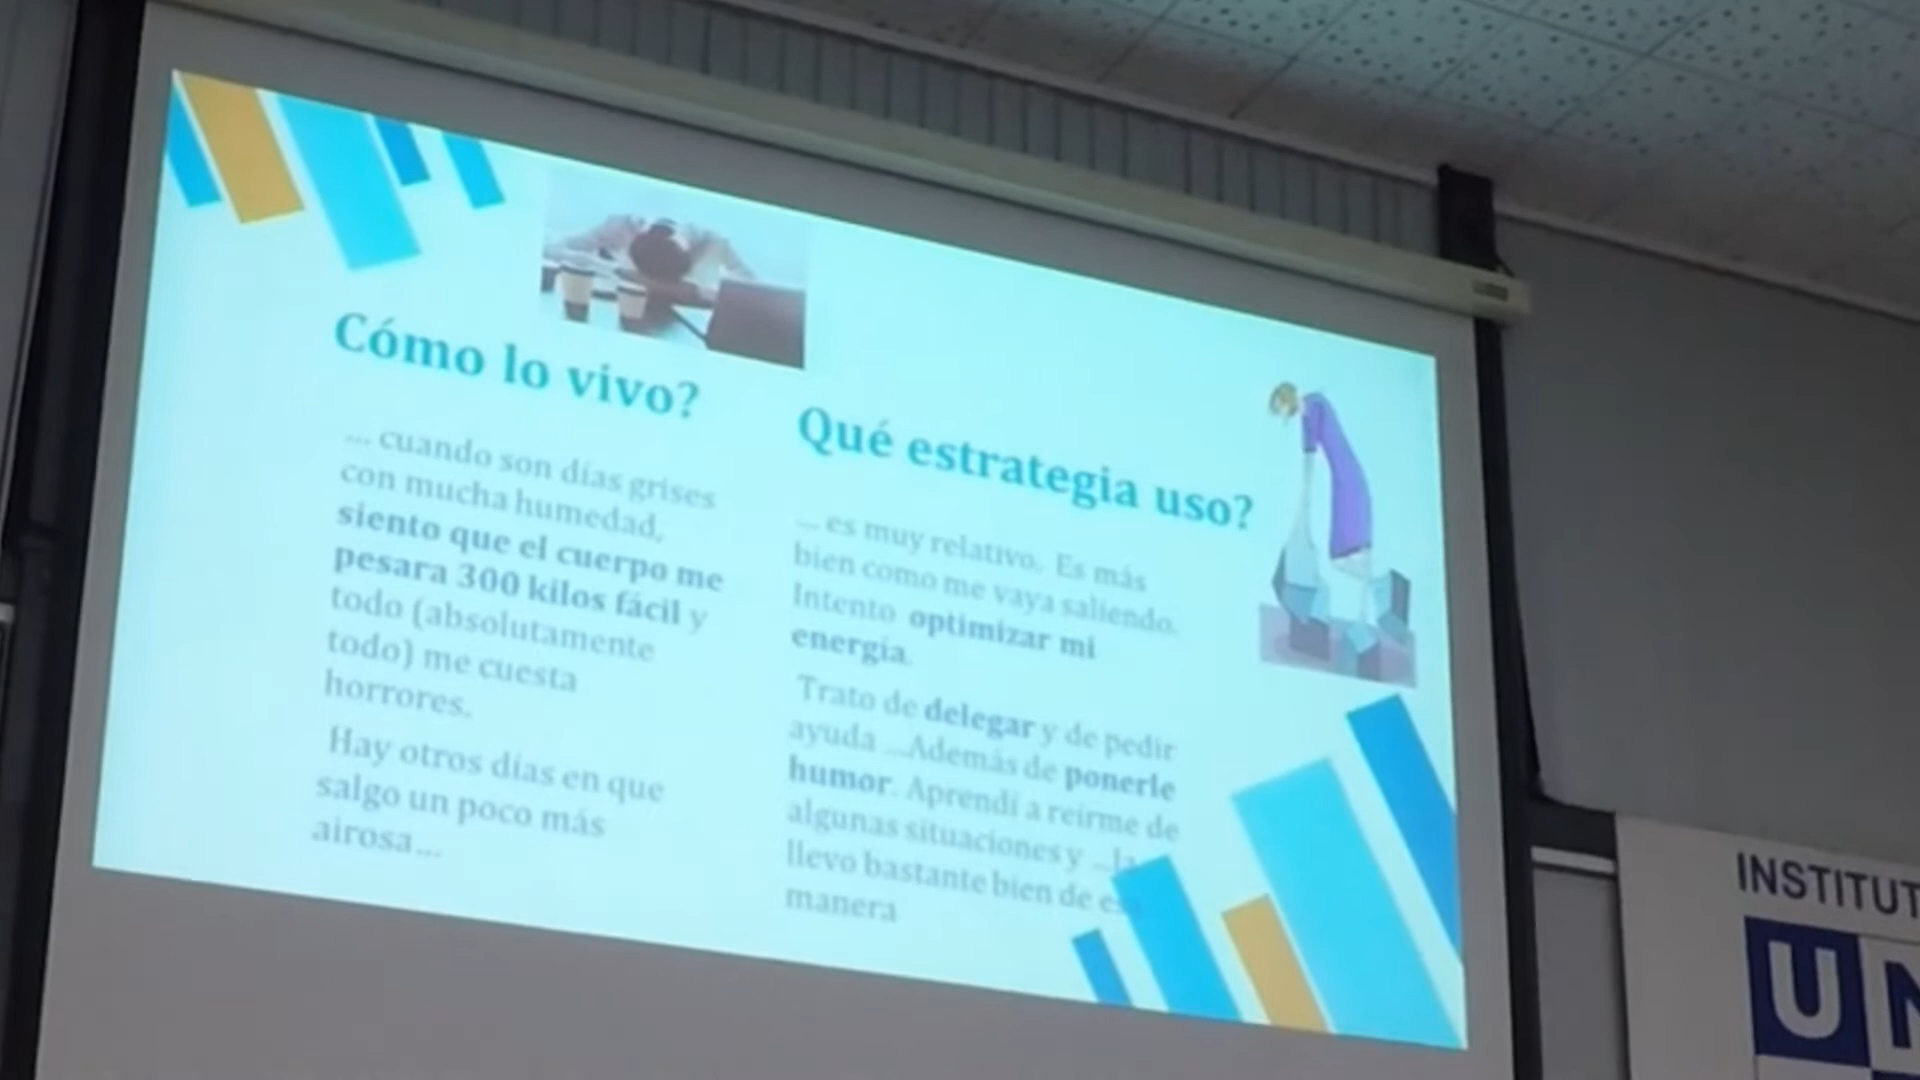 Cómo lo vivo?
... cuando son días grises
con mucha humedad,
siento que el cuerpo me
pesara 300 kilos fácil y
todo (absolutamente
todo) me cuesta
horrores.
Hay otros días en que
salgo un poco más
airosa...
Qué estrategia uso?
... es muy relativo. Es más
bien como me vaya saliendo.
Intento optimizar mi
energía.
Trato de delegar y de pedir
ayuda ...Además de ponerle
humor. Aprendí a reirme de
algunas situaciones y ...la
llevo bastante bien de esa
manera
INSTITUT
UN